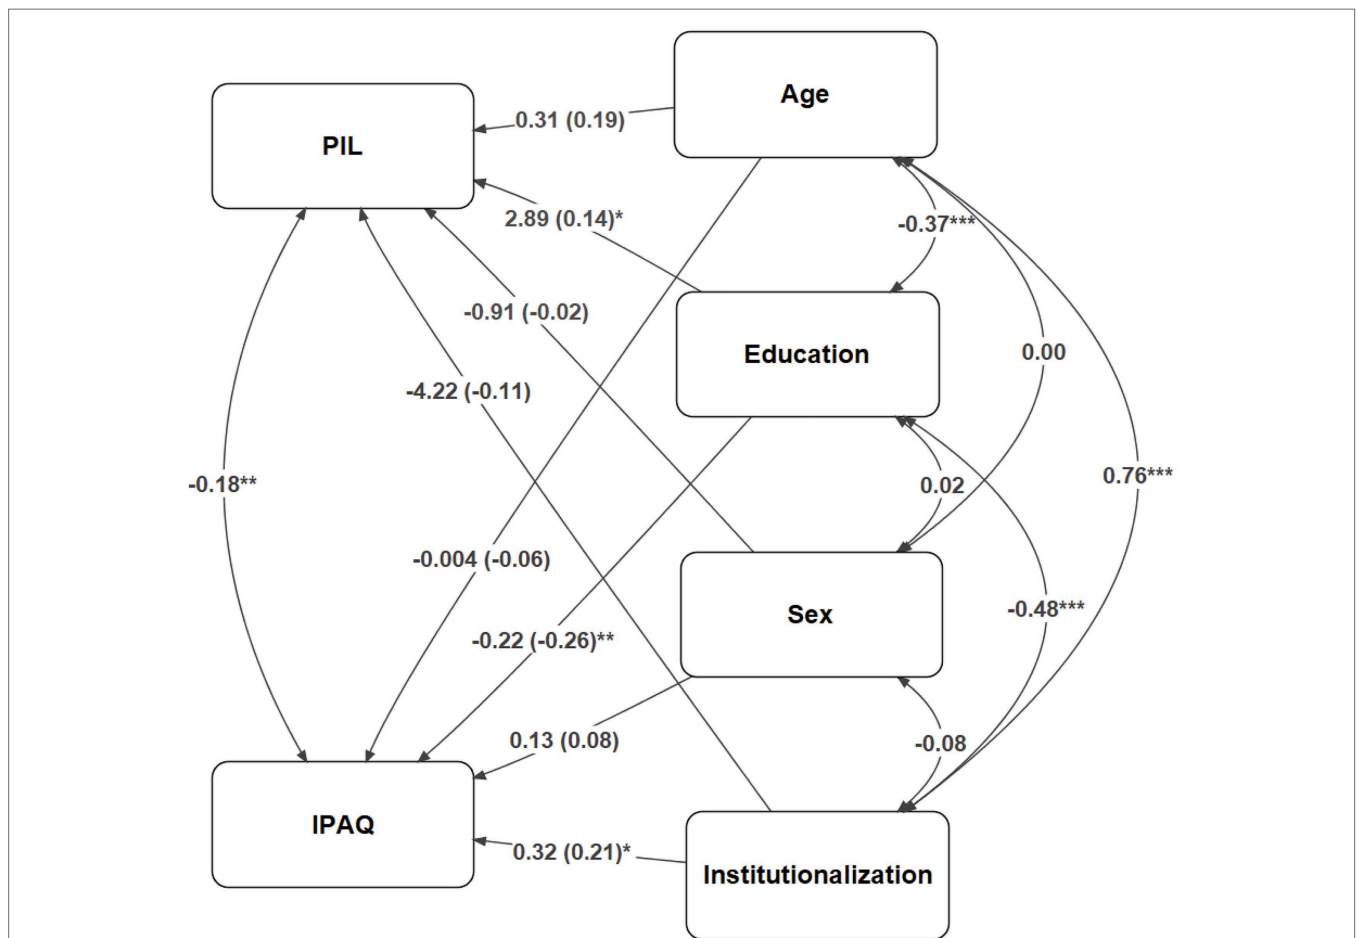 Age
PIL
0.31 (0.19)
2.89 (0.14)*
-0.37***
-0.91 (-0.02)
Education
0.00
-4.22 (-0.11)
0.76***
-0.18**
0.02
-0.004 (-0.06)
Sex
-0.48***
-0.22 (-0.26)**
0.13 (0.08)
-0.08
IPAQ
0.32 (0.21)*
Institutionalization